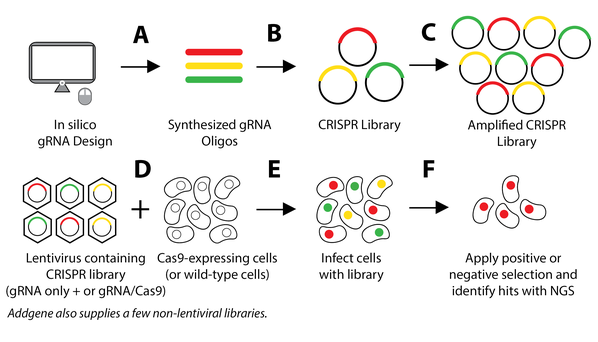 A
B
C
In silico
gRNA Design
Synthesized gRNA
Oligos
CRISPR Library
Amplified CRISPR
Library
D
E
F
Lentivirus containing
CRISPR library
(gRNA only + or gRNA/Cas9)
+
Cas9-expressing cells
(or wild-type cells)
Infect cells
with library
Apply positive or
negative selection and
identify hits with NGS
Addgene also supplies a few non-lentiviral libraries.